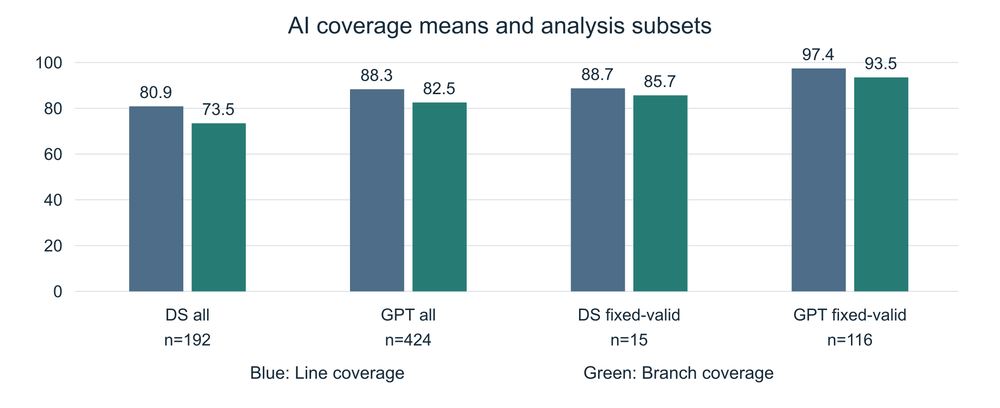 AI coverage means and analysis subsets
97.4
100
93.5
88.3
88.7
85.7
80.9
82.5
80
73.5
60
40
20
0
DS all
GPT all
DS fixed-valid
GPT fixed-valid
n=192
n=424
n=15
n=116
Blue: Line coverage
Green: Branch coverage